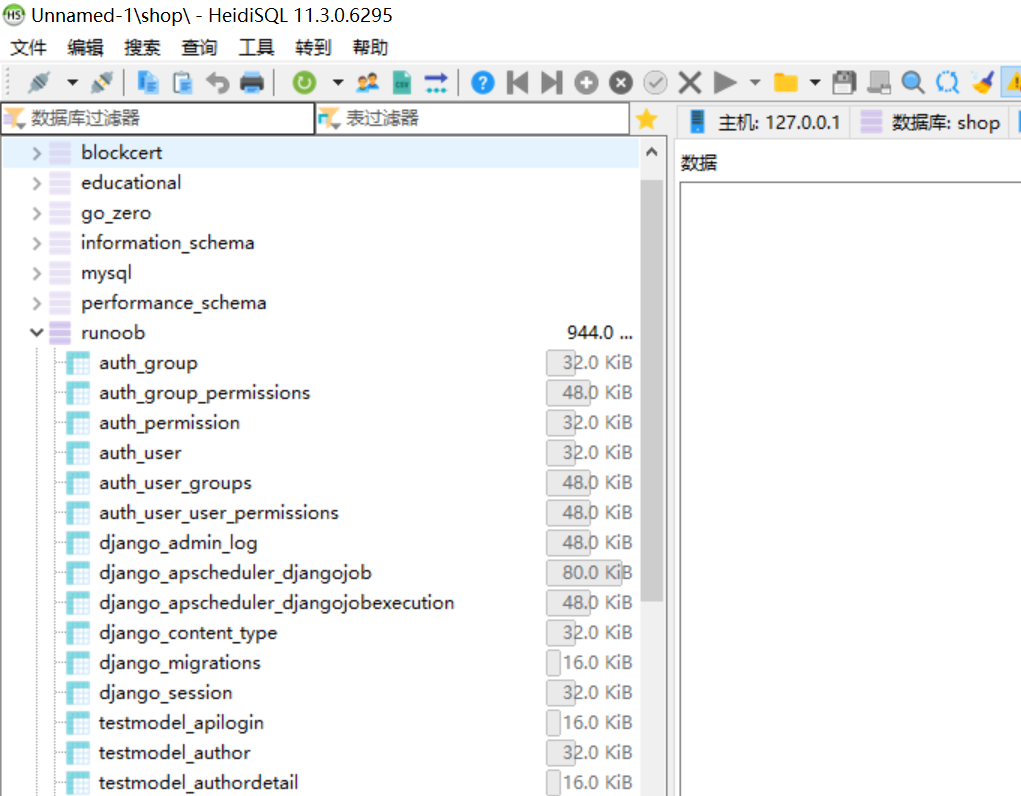 Unnamed-1\shop\ - HeidiSQL 11.3.0.6295
文件 编辑 搜索 查询 工具 转到 帮助
数据库过滤器 表过滤器 主机: 127.0.0.1 数据库: shop
数据
blockcert
educational
go_zero
information_schema
mysql
performance_schema
runoob 944.0 ...
auth_group 32.0 KiB
auth_group_permissions 48.0 KiB
auth_permission 32.0 KiB
auth_user 32.0 KiB
auth_user_groups 48.0 KiB
auth_user_user_permissions 48.0 KiB
django_admin_log 48.0 KiB
django_apscheduler_djangojob 80.0 KiB
django_apscheduler_djangojobexecution 48.0 KiB
django_content_type 32.0 KiB
django_migrations 16.0 KiB
django_session 32.0 KiB
testmodel_apilogin 16.0 KiB
testmodel_author 32.0 KiB
testmodel_authordetail 16.0 KiB